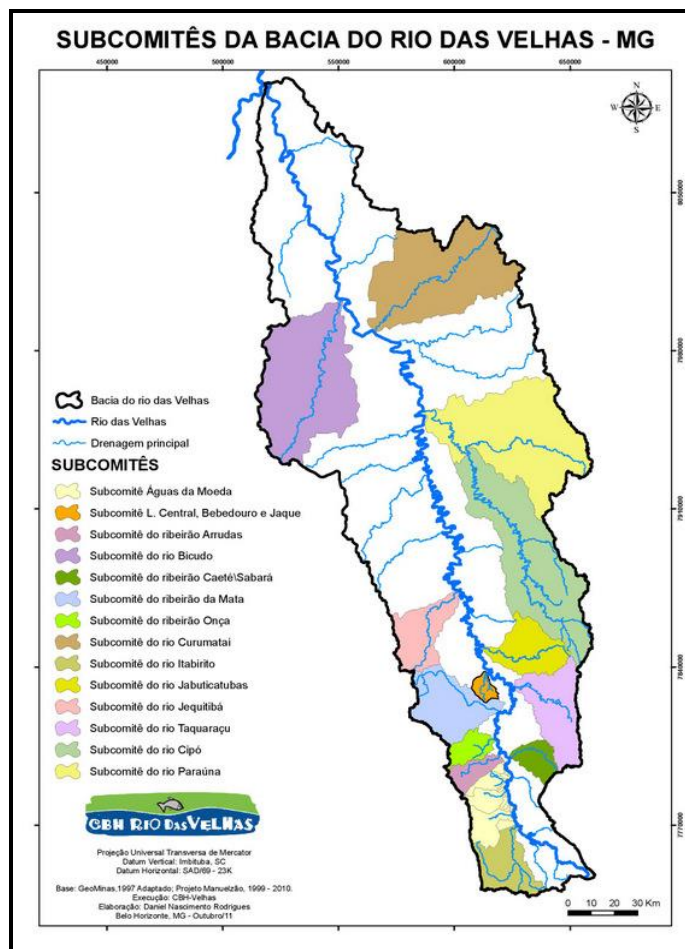 SUBCOMITÊS DA BACIA DO RIO DAS VELHAS - MG
450000 500000 550000 600000 650000
N
W E
S
8050000
7980000
7910000
7840000
7770000
Bacia do rio das Velhas
Rio das Velhas
Drenagem principal
SUBCOMITÊS
Subcomitê Águas da Moeda
Subcomitê L. Central, Bebedouro e Jaque
Subcomitê do ribeirão Arrudas
Subcomitê do rio Bicudo
Subcomitê do ribeirão Caeté\Sabará
Subcomitê do ribeirão da Mata
Subcomitê do ribeirão Onça
Subcomitê do rio Curumatai
Subcomitê do rio Itabirito
Subcomitê do rio Jabuticatubas
Subcomitê do rio Jequitibá
Subcomitê do rio Taquaraçu
Subcomitê do rio Cipó
Subcomitê do rio Paraúna
CBH RIO DAS VELHAS
Projeção Universal Transversa de Mercator
Datum Vertical: Imbituba, SC
Datum Horizontal: SAD/69 - 23K
Base: GeoMinas,1997 Adaptado; Projeto Manuelzão, 1999 - 2010.
Execução: CBH-Velhas
Elaboração: Daniel Nascimento Rodrigues
Belo Horizonte, MG - Outubro/11
0 10 20 30 Km